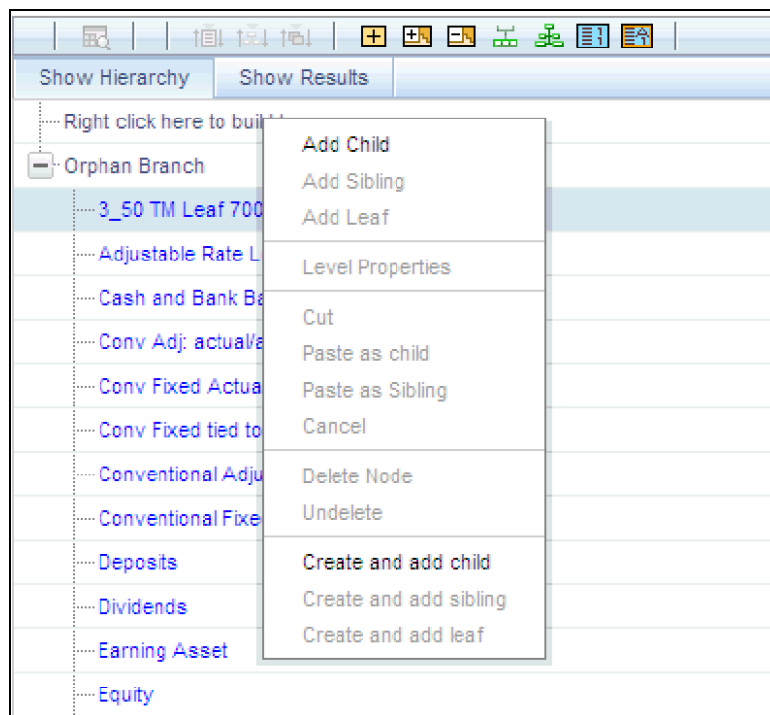 Show Hierarchy Show Results
Right click here to build
Orphan Branch
3_50 TM Leaf 700
Adjustable Rate L
Cash and Bank Ba
Conv Adj: actual/a
Conv Fixed Actua
Conv Fixed tied to
Conventional Adju
Conventional Fixe
Deposits
Dividends
Earning Asset
Equity
Add Child
Add Sibling
Add Leaf
Level Properties
Cut
Paste as child
Paste as Sibling
Cancel
Delete Node
Undelete
Create and add child
Create and add sibling
Create and add leaf